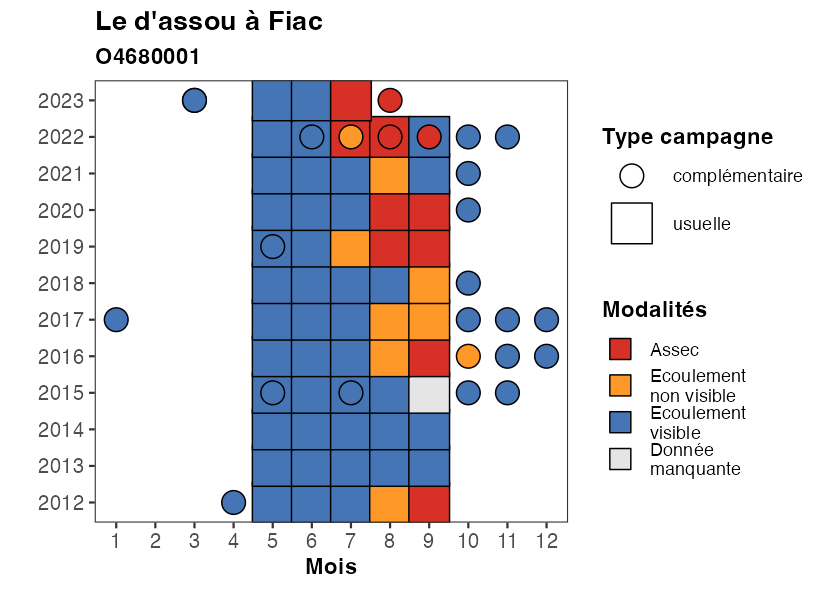 Le d'assou à Fiac
O4680001
2023
2022
2021
2020
2019
2018
2017
2016
2015
2014
2013
2012
1 2 3 4 5 6 7 8 9 10 11 12
Mois
Type campagne
complémentaire
usuelle
Modalités
Assec
Ecoulement
non visible
Ecoulement
visible
Donnée
manquante